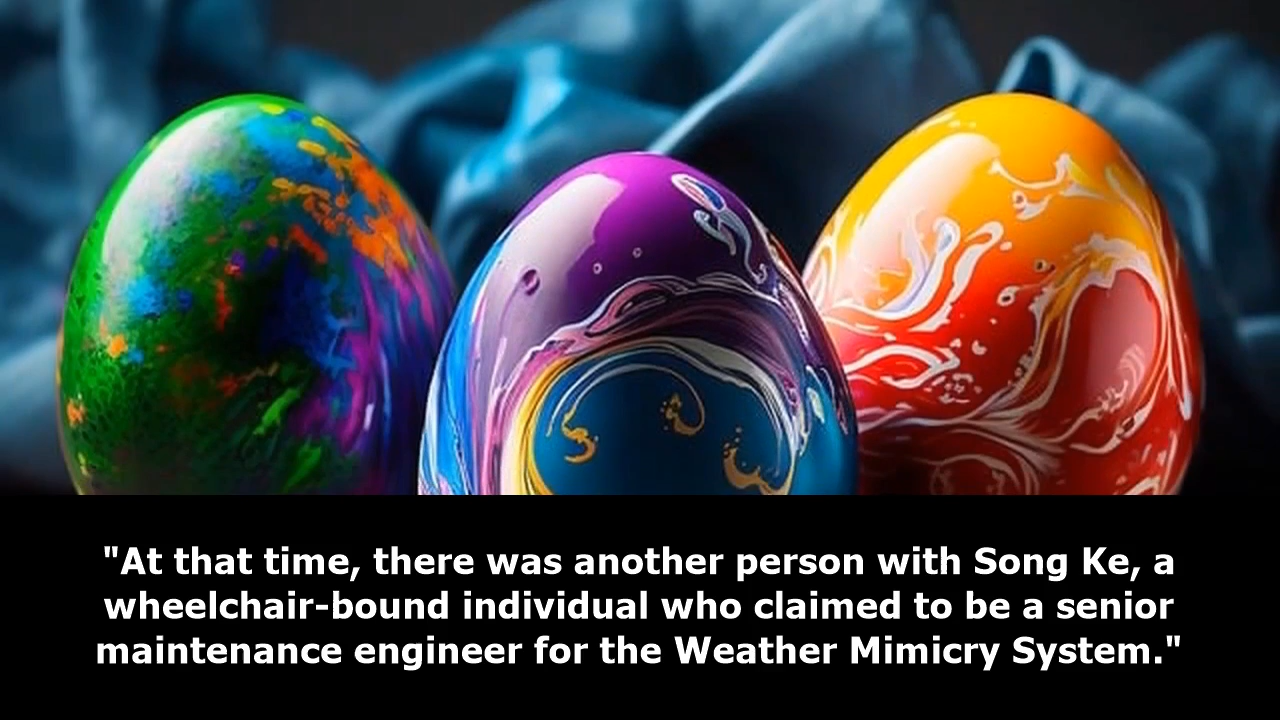 "At that time, there was another person with Song Ke, a
wheelchair-bound individual who claimed to be a senior
maintenance engineer for the Weather Mimicry System."